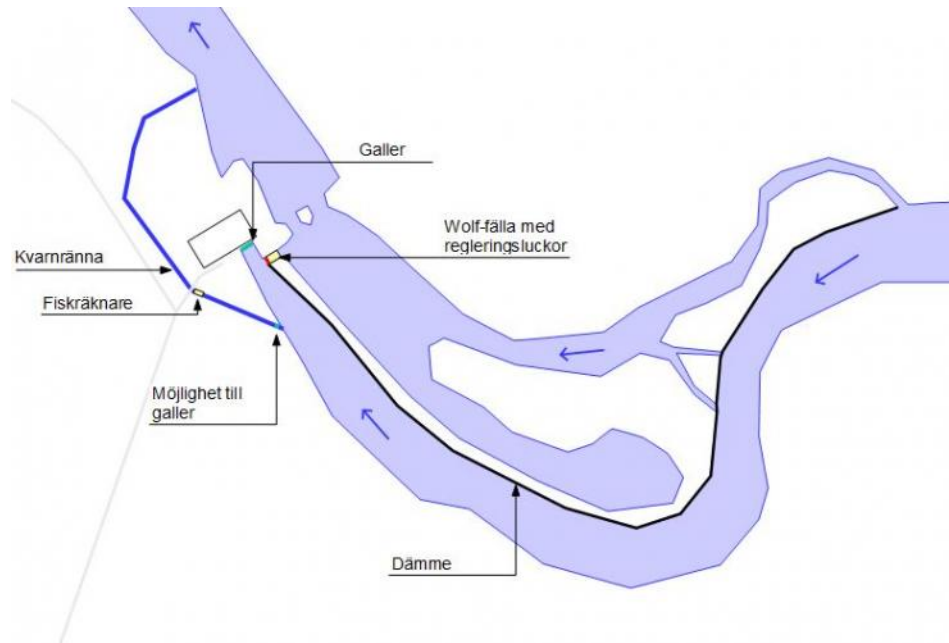 Galler
Wolf-fälla med
regleringsluckor
Kvarnränna
Fiskräknare
Möjlighet till
galler
Dämme